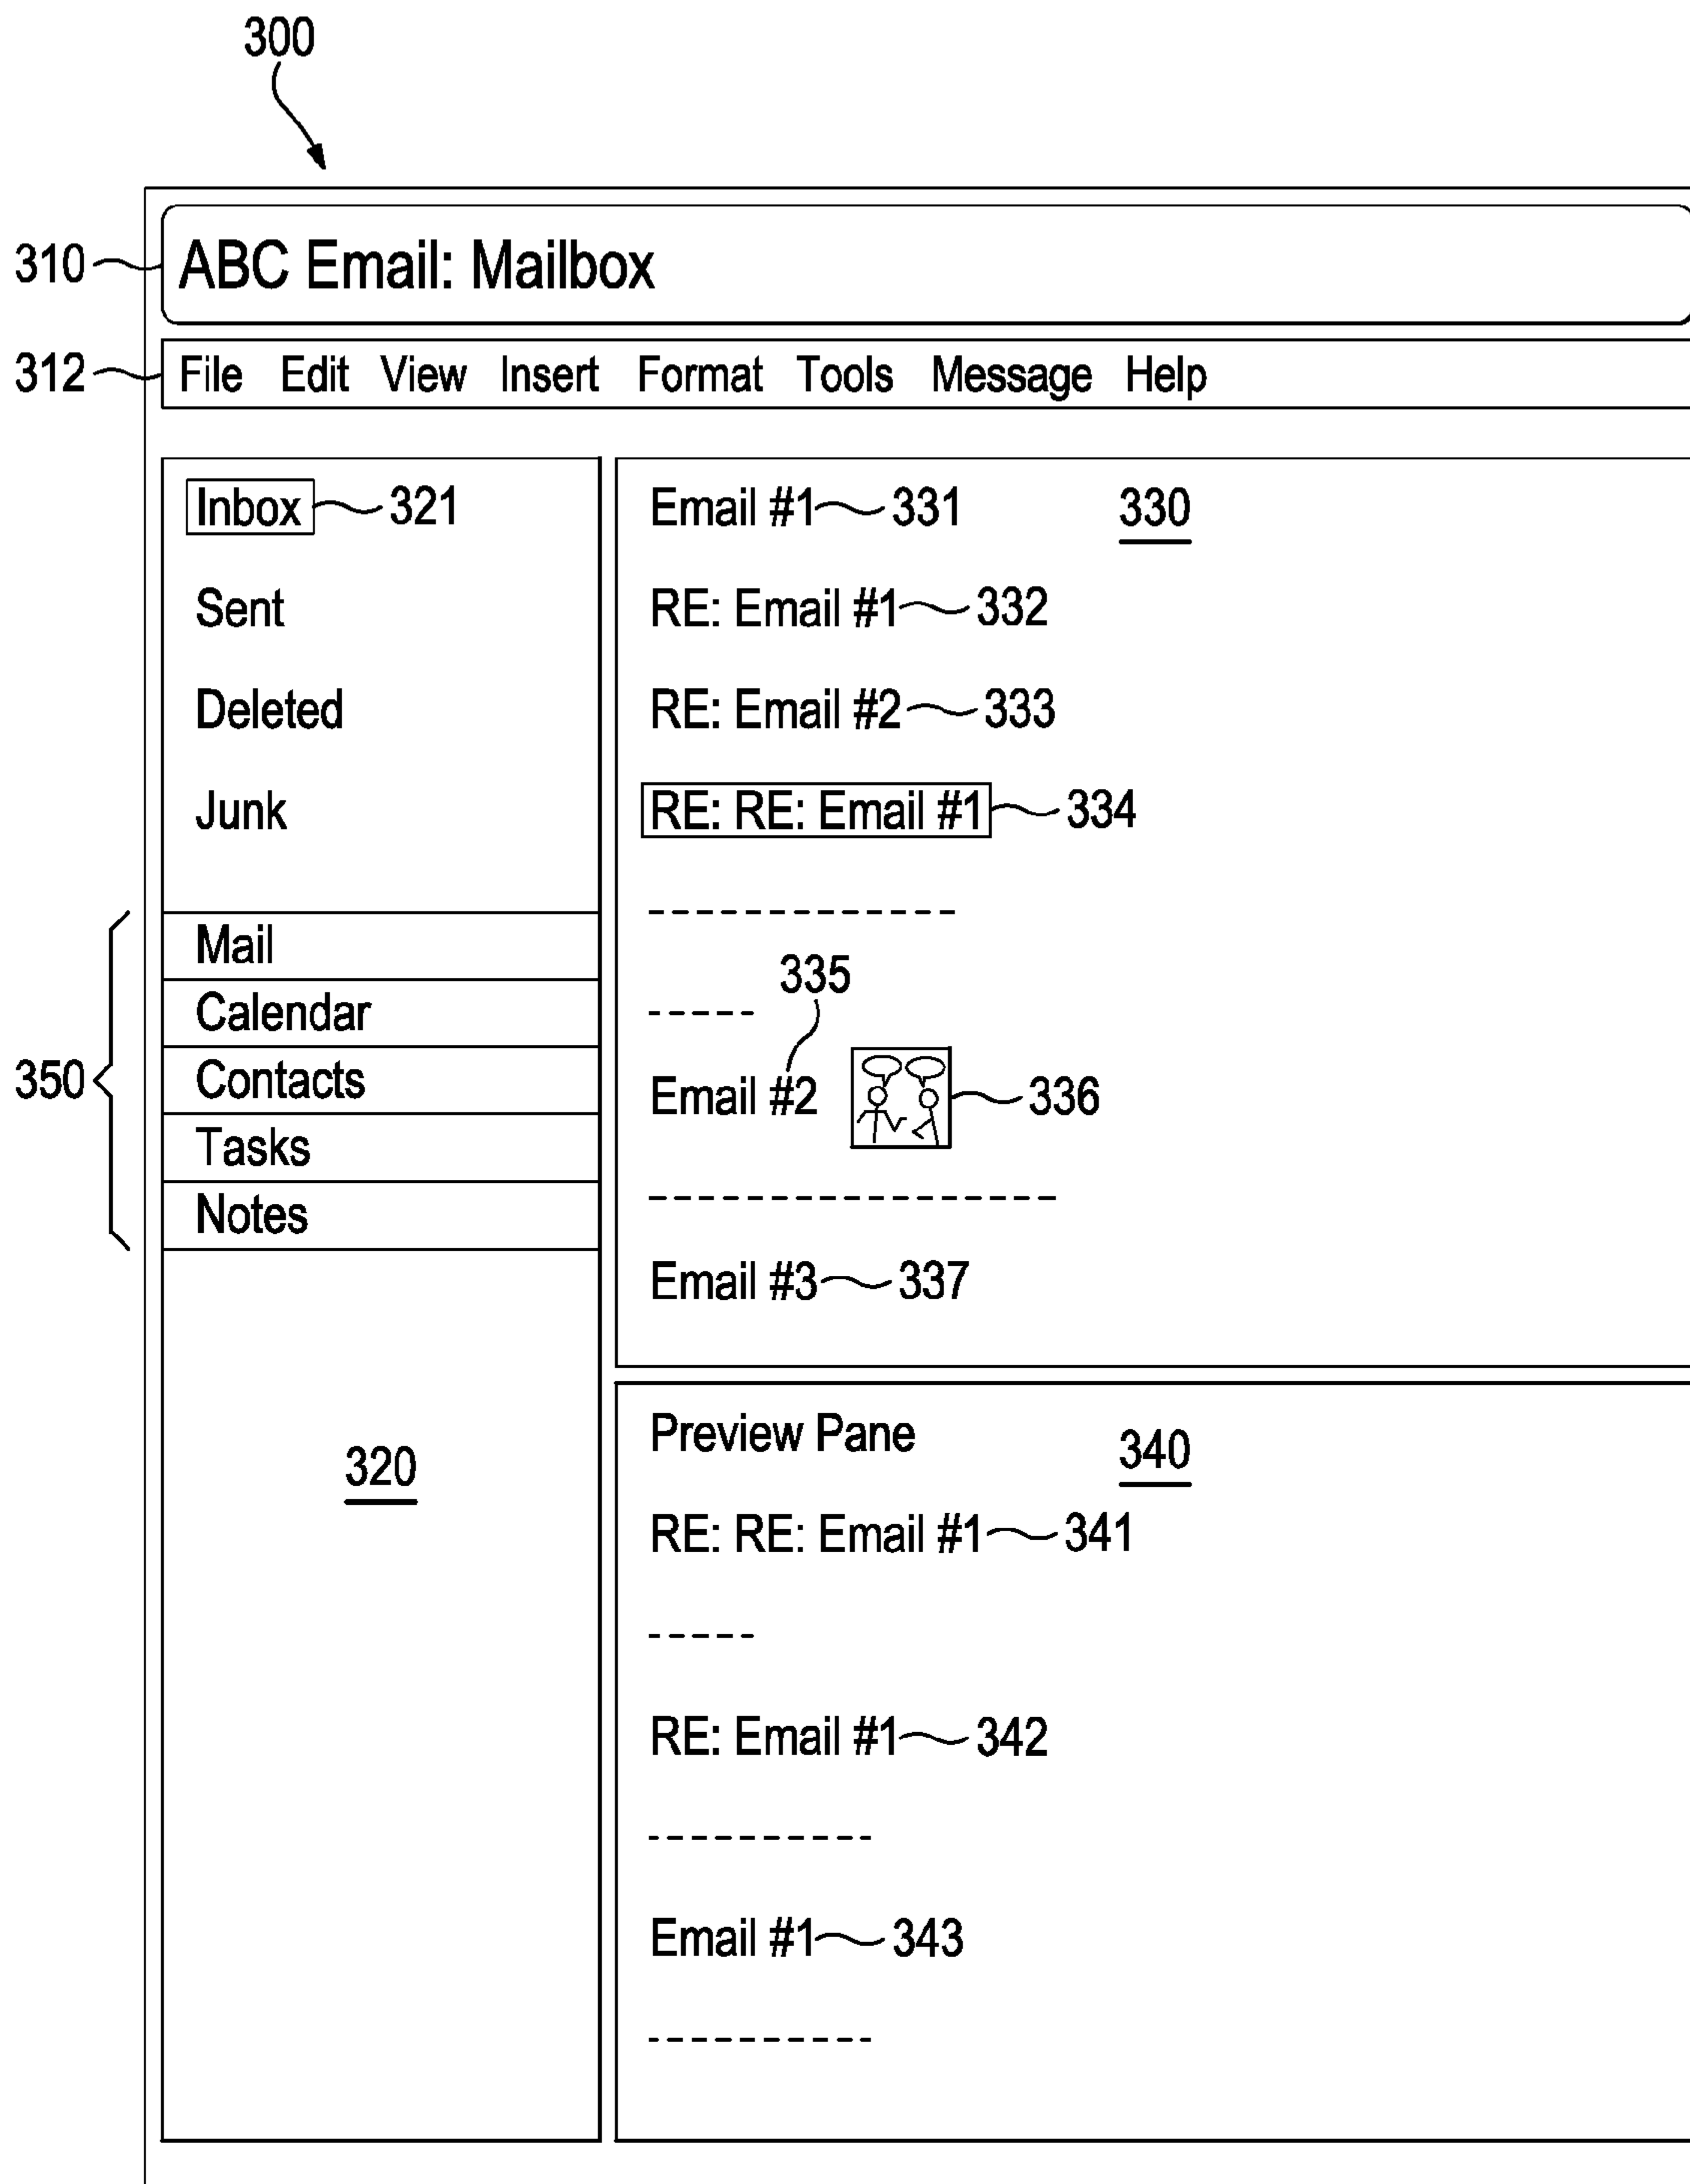 300
310 ABC Email: Mailbox
312 File Edit View Insert Format Tools Message Help
Inbox 321
Sent
Deleted
Junk
350
Mail
Calendar
Contacts
Tasks
Notes
320
Email #1 331 330
RE: Email #1 332
RE: Email #2 333
RE: RE: Email #1 334
335
Email #2 336
Email #3 337
Preview Pane 340
RE: RE: Email #1 341
RE: Email #1 342
Email #1 343